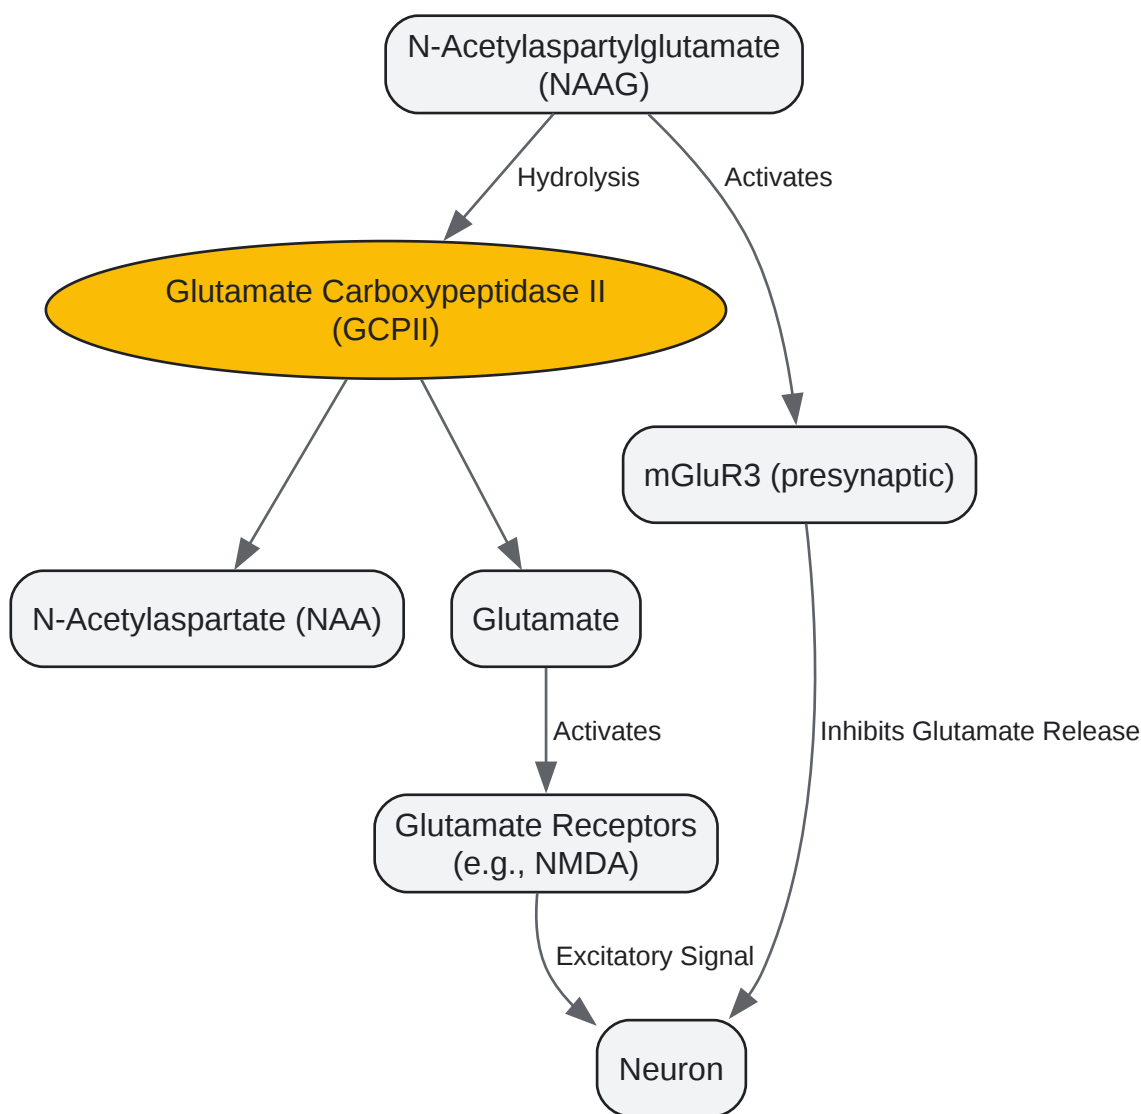 N-Acetylaspartylglutamate
(NAAG)
Hydrolysis
Activates
Glutamate Carboxypeptidase II
(GCPII)
mGluR3 (presynaptic)
N-Acetylaspartate (NAA)
Glutamate
Activates
Inhibits Glutamate Release
Glutamate Receptors
(e.g., NMDA)
Excitatory Signal
Neuron